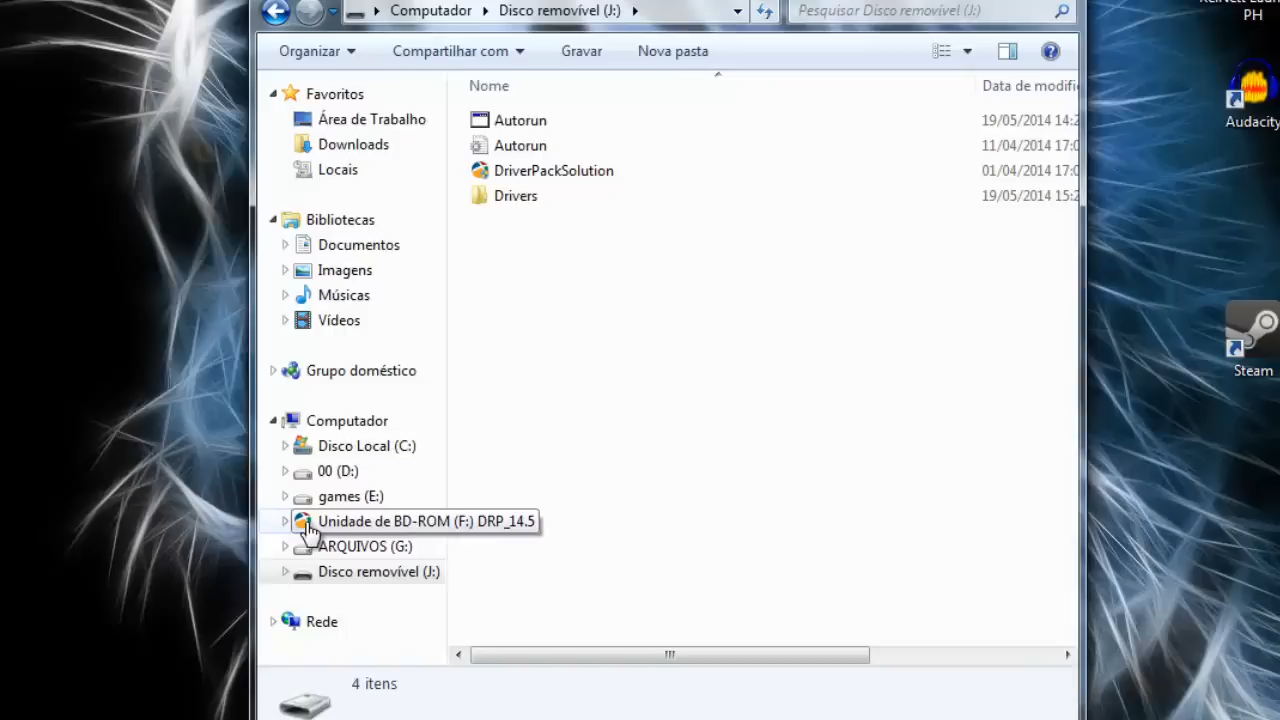 Computador Disco removível (J:)
Pesquisar Disco removível (J:)
PH
Organizar Compartilhar com Gravar Nova pasta
Nome Data de modifi
Favoritos
Área de Trabalho
Downloads
Locais
Bibliotecas
Documentos
Imagens
Músicas
Vídeos
Grupo doméstico
Computador
Disco Local (C:)
00 (D:)
games (E:)
Unidade de BD-ROM (F:) DRP_14.5
ARQUIVOS (G:)
Disco removível (J:)
Rede
Autorun 19/05/2014 14:2
Autorun 11/04/2014 17:0
DriverPackSolution 01/04/2014 17:0
Drivers 19/05/2014 15:2
4 itens
Audacity
Steam